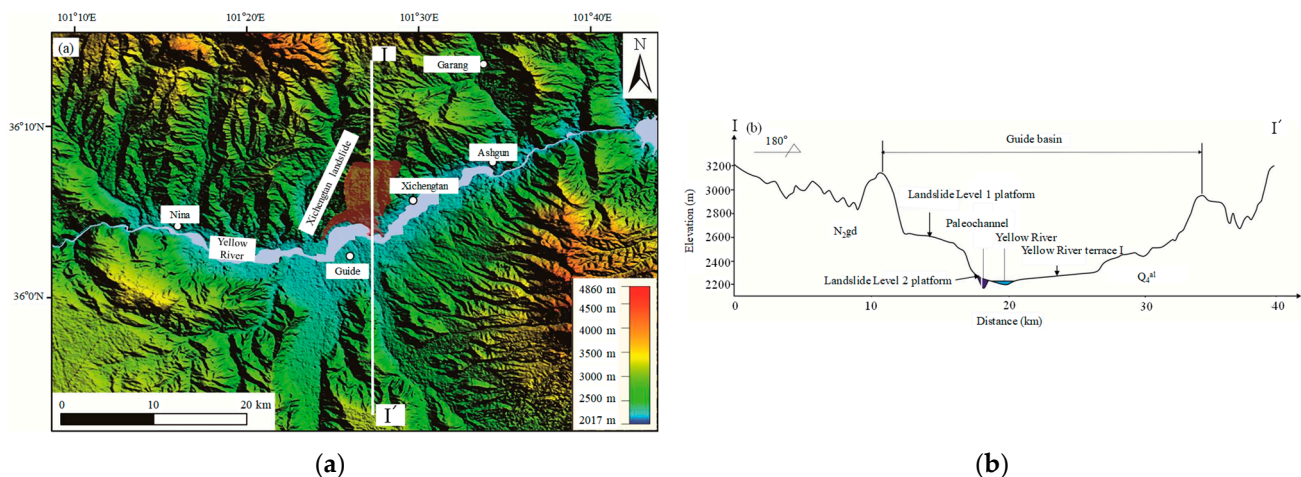 101°10′E 101°20′E 101°30′E 101°40′E
(a)
I
N
Garang
36°10′N
Ashgun
Xichengtan landslide
Xichengtan
Nina
Yellow
River
Guide
36°0′N
4860 m
4500 m
4000 m
3500 m
3000 m
2500 m
2017 m
0 10 20 km
I′
(a)
I (b) I′
180°
Guide basin
3200
3000
2800
2600
2400
2200
Elevation (m)
Landslide Level 1 platform
N₂gd
Paleochannel
Yellow River
Yellow River terrace I
Landslide Level 2 platform
Q₄ᵃˡ
0 10 20 30 40
Distance (km)
(b)